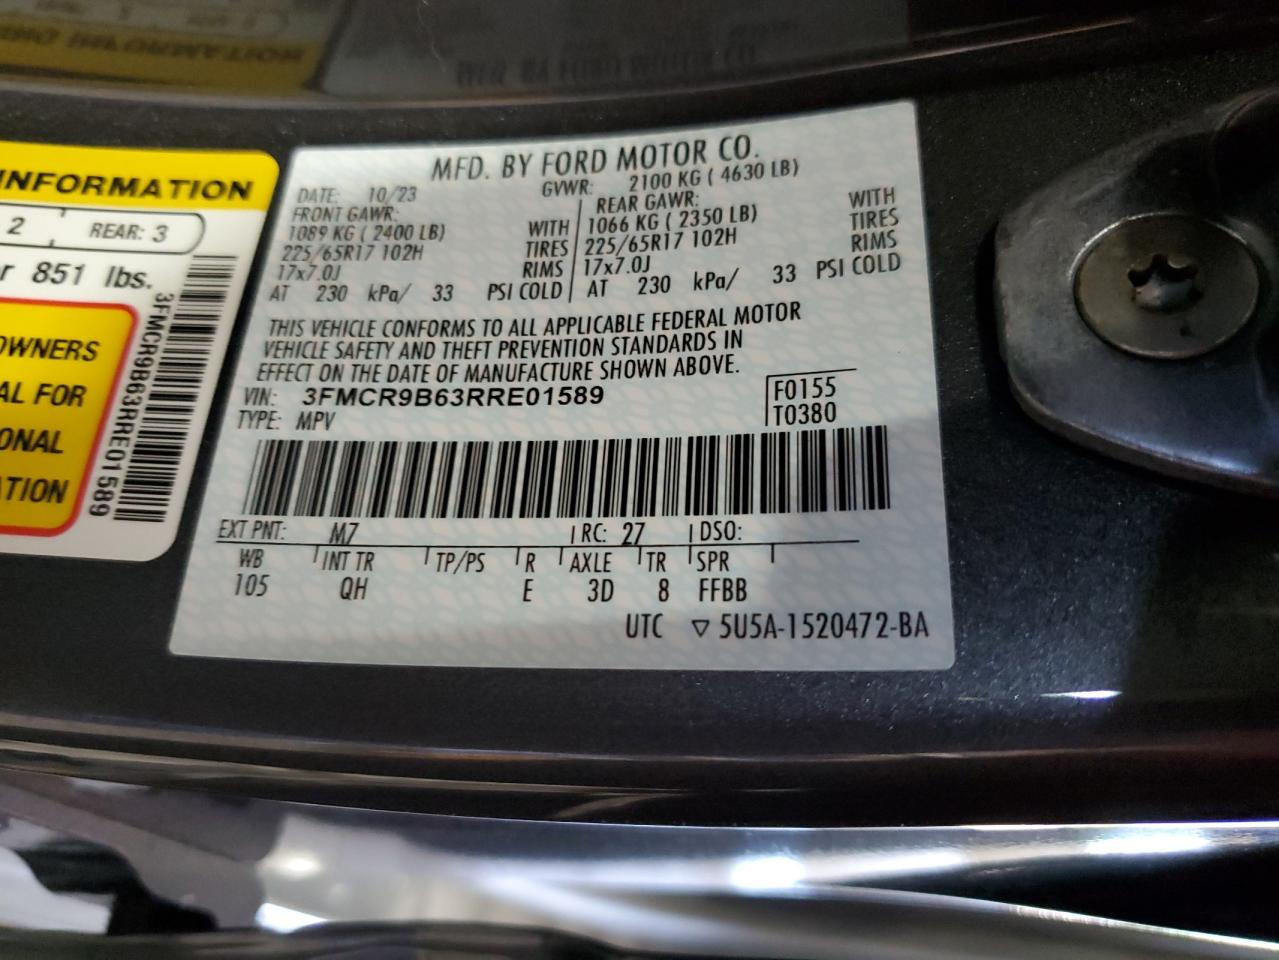 INFORMATION
2 REAR: 3
r 851 lbs.
OWNERS
AL FOR
ONAL
ATION
3FMCR9B63RRE01589
MFD. BY FORD MOTOR CO.
DATE: 10/23 GVWR: 2100 KG ( 4630 LB)
FRONT GAWR: REAR GAWR:
1089 KG ( 2400 LB) WITH 1066 KG ( 2350 LB) WITH
225/65R17 102H TIRES 225/65R17 102H TIRES
17x7.0J RIMS 17x7.0J RIMS
AT 230 kPa/ 33 PSI COLD AT 230 kPa/ 33 PSI COLD
THIS VEHICLE CONFORMS TO ALL APPLICABLE FEDERAL MOTOR
VEHICLE SAFETY AND THEFT PREVENTION STANDARDS IN
EFFECT ON THE DATE OF MANUFACTURE SHOWN ABOVE.
VIN: 3FMCR9B63RRE01589 F0155
TYPE: MPV T0380
EXT PNT: M7 RC: 27 DSO:
WB INT TR TP/PS R AXLE TR SPR
105 QH E 3D 8 FFBB
UTC ▽ 5U5A-1520472-BA